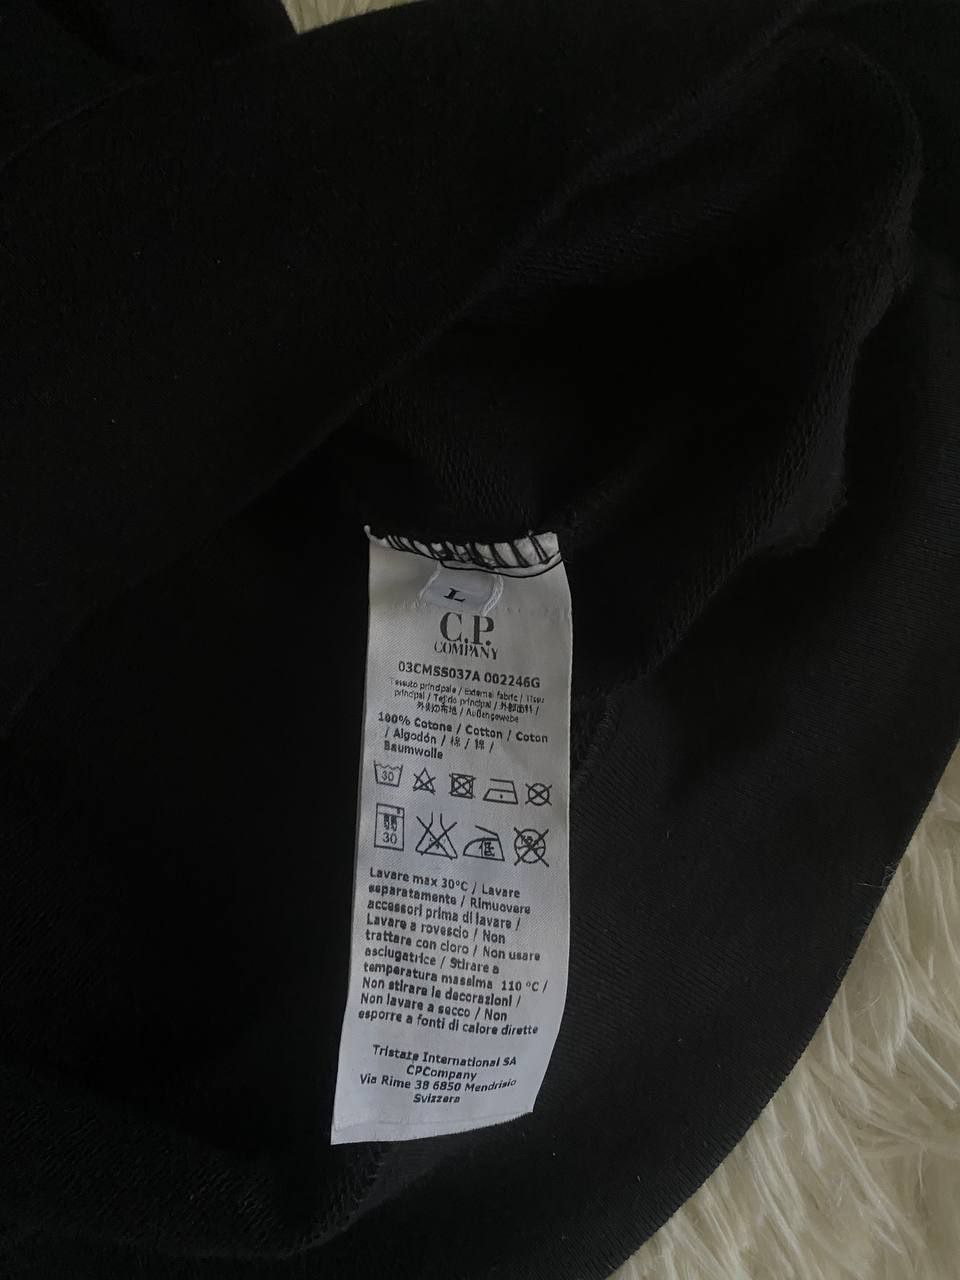 L
C.P.
COMPANY
03CMSS037A 002246G
Tessuto principale / External fabric / Tissu
principal / Tejido principal / 外部面料 /
外側の布地 / Außengewebe
100% Cotone / Cotton / Coton
/ Algodón / 棉 / 綿 /
Baumwolle
30
30
低
Lavare max 30°C / Lavare
separatamente / Rimuovere
accessori prima di lavare /
Lavare a rovescio / Non
trattare con cloro / Non usare
asciugatrice / Stirare a
temperatura massima 110 °C /
Non stirare le decorazioni /
Non lavare a secco / Non
esporre a fonti di calore dirette
Tristate International SA
CPCompany
Via Rime 38 6850 Mendrisio
Svizzera